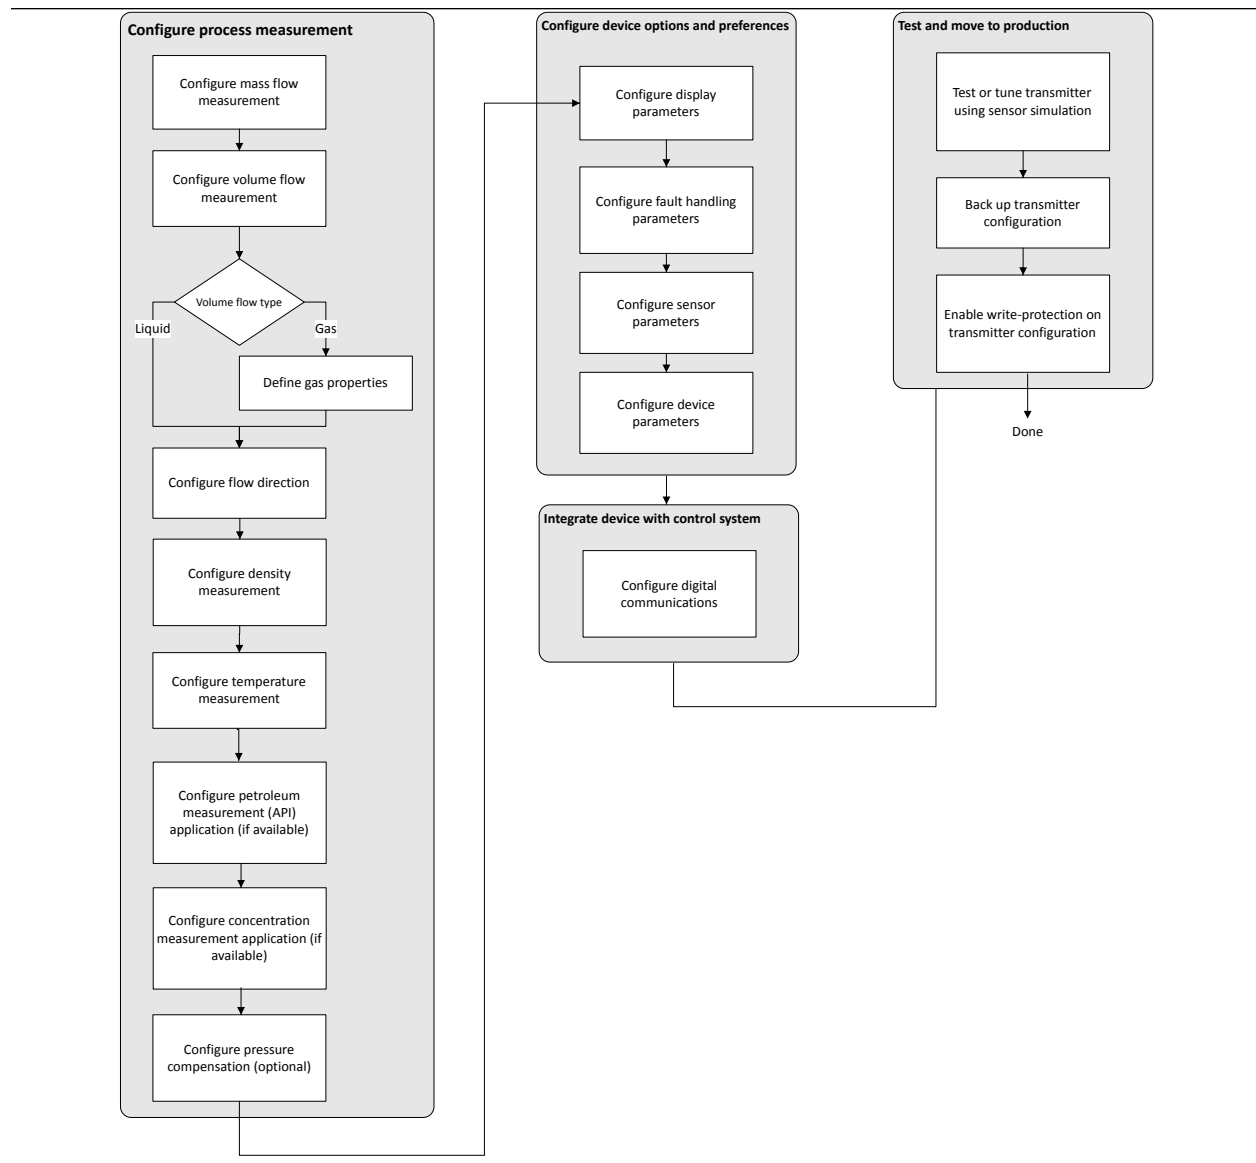 Configure process measurement
Configure mass flow
measurement
Configure volume flow
meaurement
Volume flow type
Liquid
Gas
Define gas properties
Configure flow direction
Configure density
measurement
Configure temperature
measurement
Configure petroleum
measurement (API)
application (if available)
Configure concentration
measurement application (if
available)
Configure pressure
compensation (optional)
Configure device options and preferences
Configure display
parameters
Configure fault handling
parameters
Configure sensor
parameters
Configure device
parameters
Integrate device with control system
Configure digital
communications
Test and move to production
Test or tune transmitter
using sensor simulation
Back up transmitter
configuration
Enable write-protection on
transmitter configuration
Done